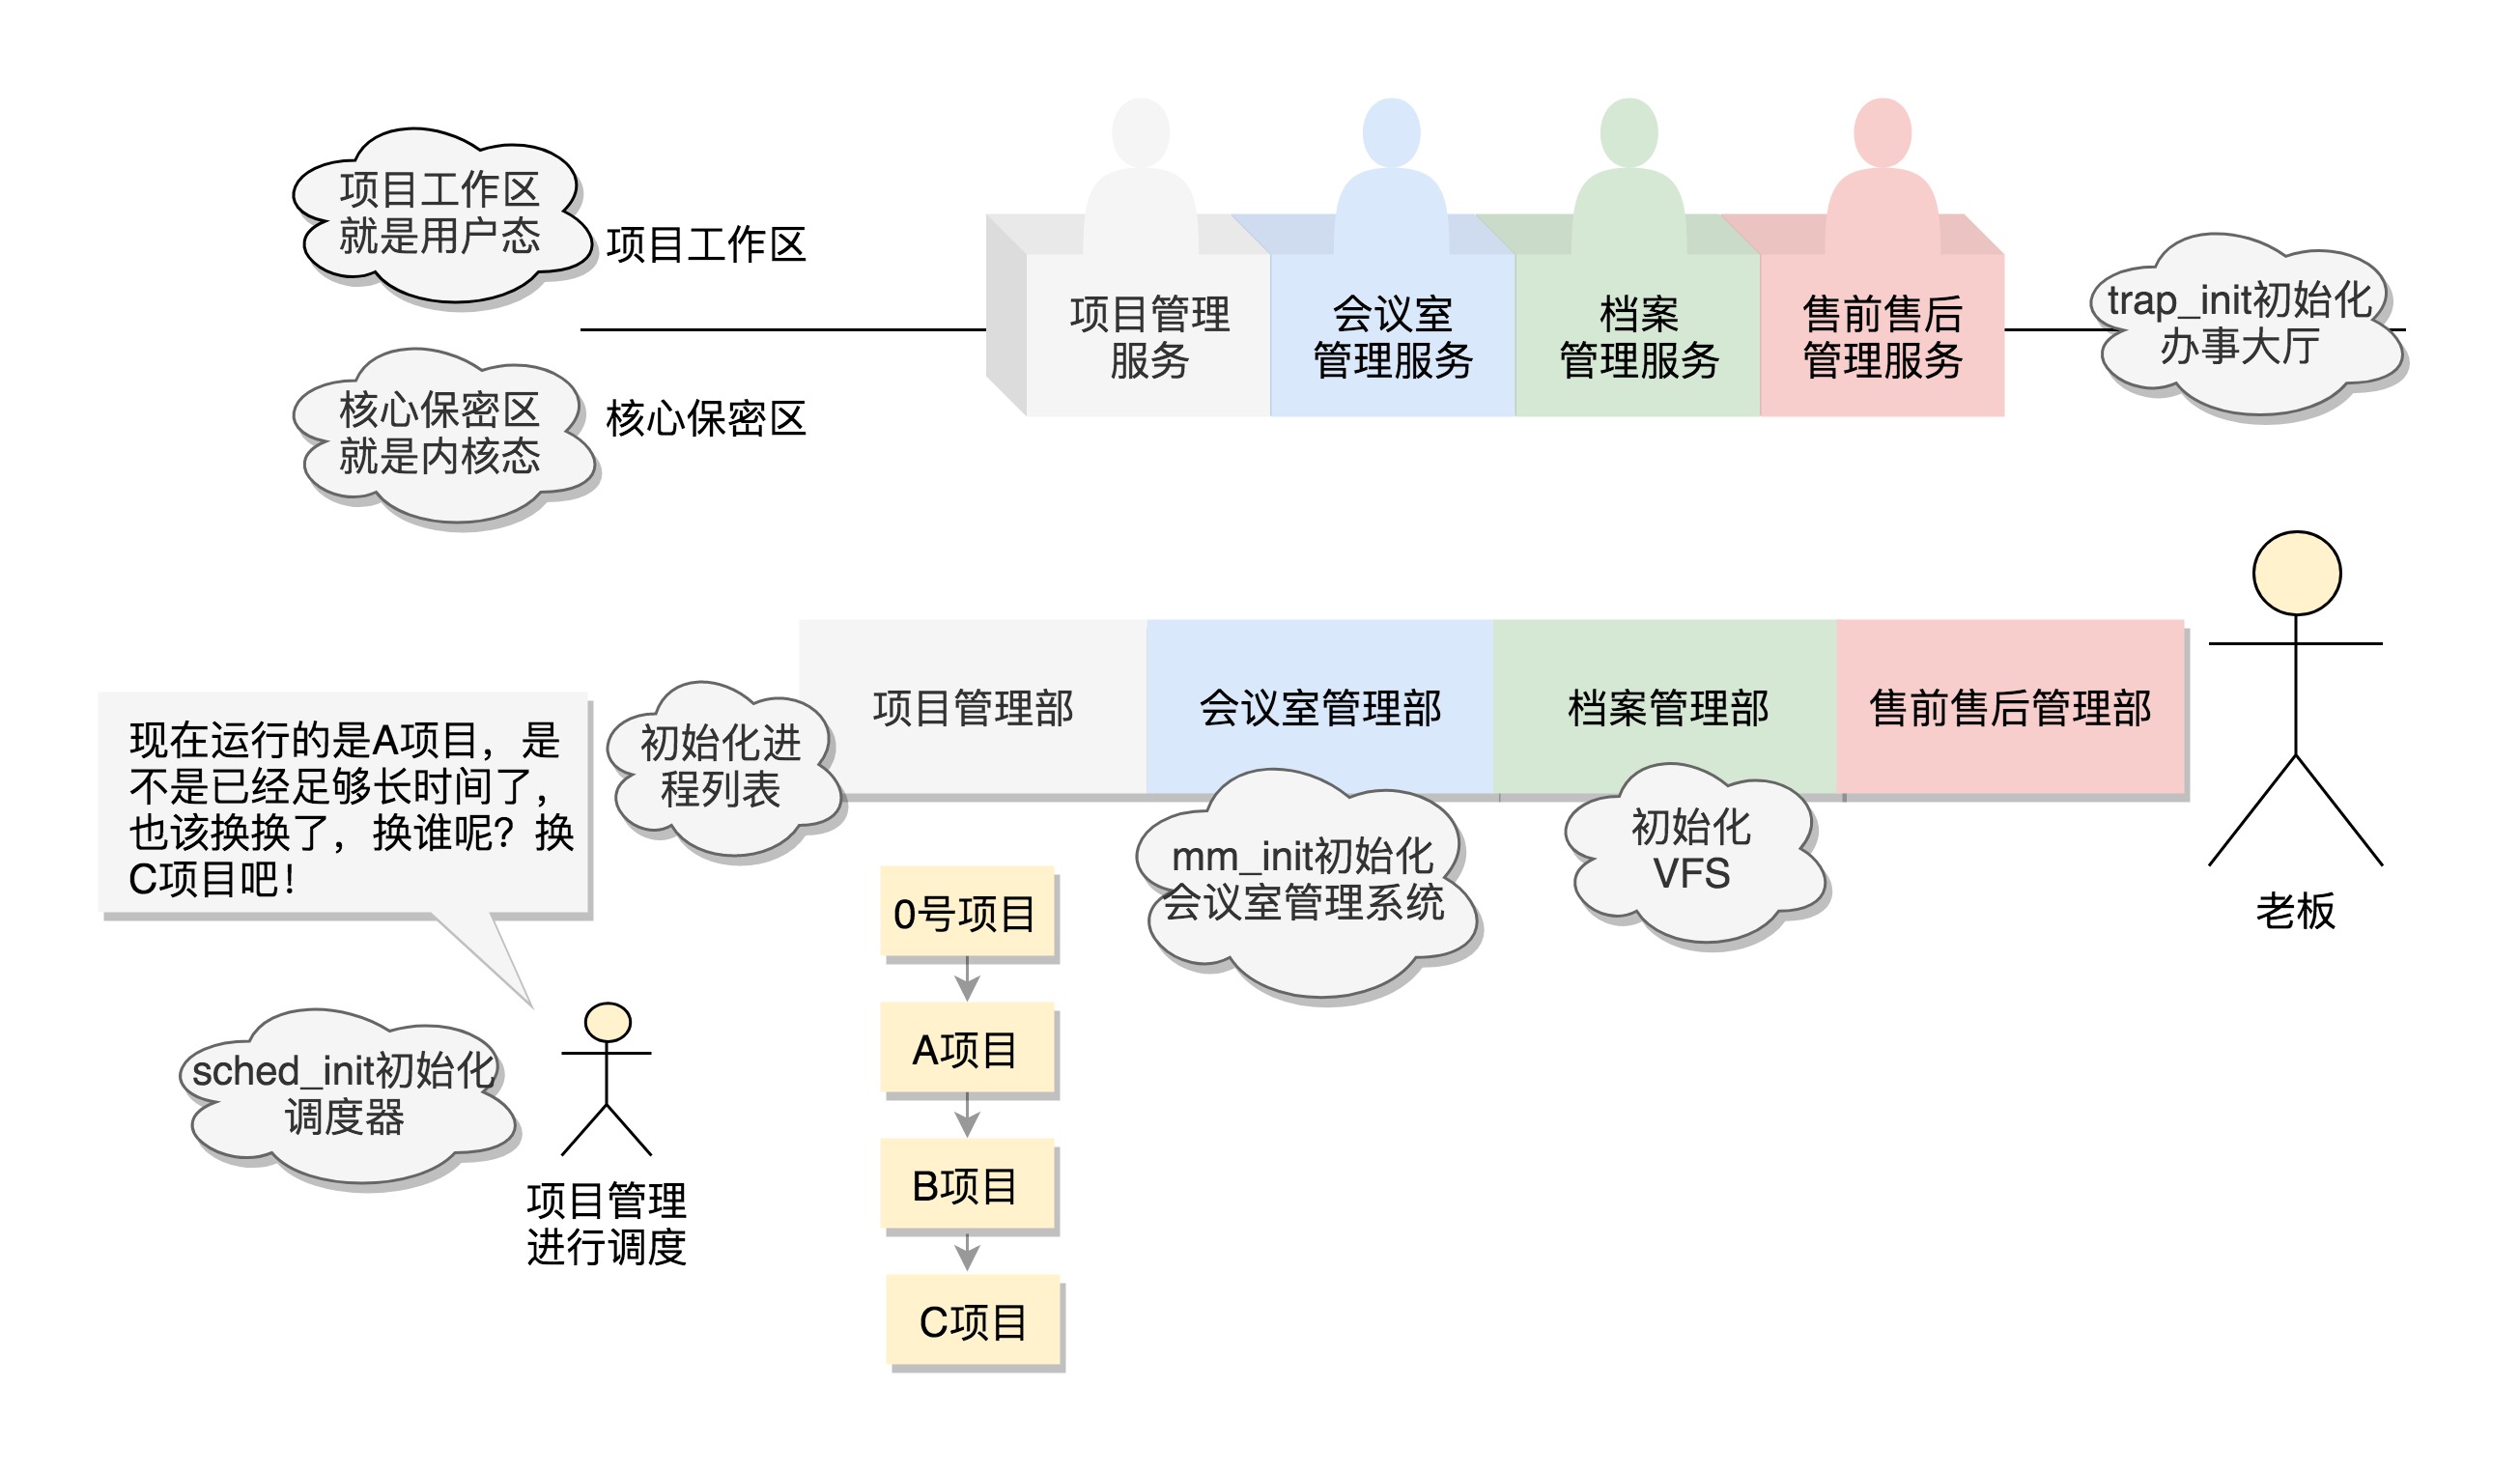 项目工作区
就是用户态
项目工作区
核心保密区
就是内核态
核心保密区
项目管理
服务
会议室
管理服务
档案
管理服务
售前售后
管理服务
trap_init初始化
办事大厅
项目管理部
会议室管理部
档案管理部
售前售后管理部
现在运行的是A项目，是
不是已经足够长时间了，
也该换换了，换谁呢？换
C项目吧！
初始化进
程列表
mm_init初始化
会议室管理系统
初始化
VFS
老板
0号项目
A项目
B项目
C项目
sched_init初始化
调度器
项目管理
进行调度